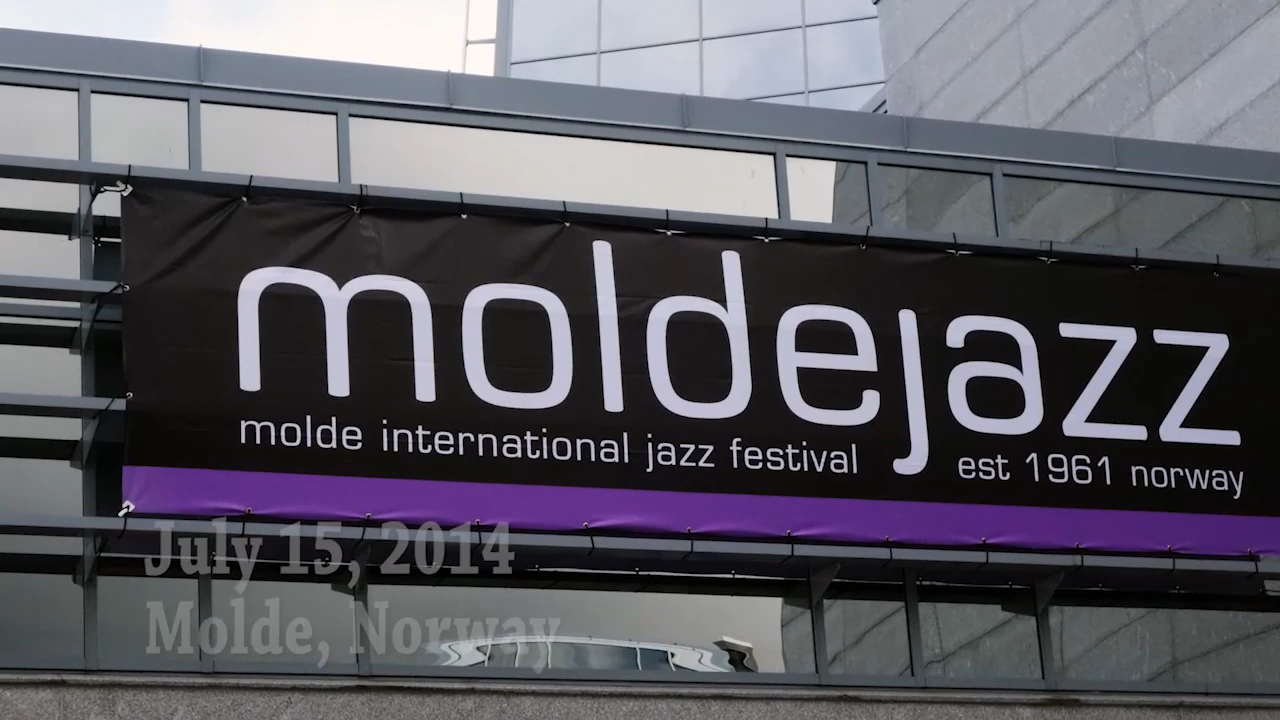 moldejazz
molde international jazz festival est 1961 norway
July 15, 2014
Molde, Norway